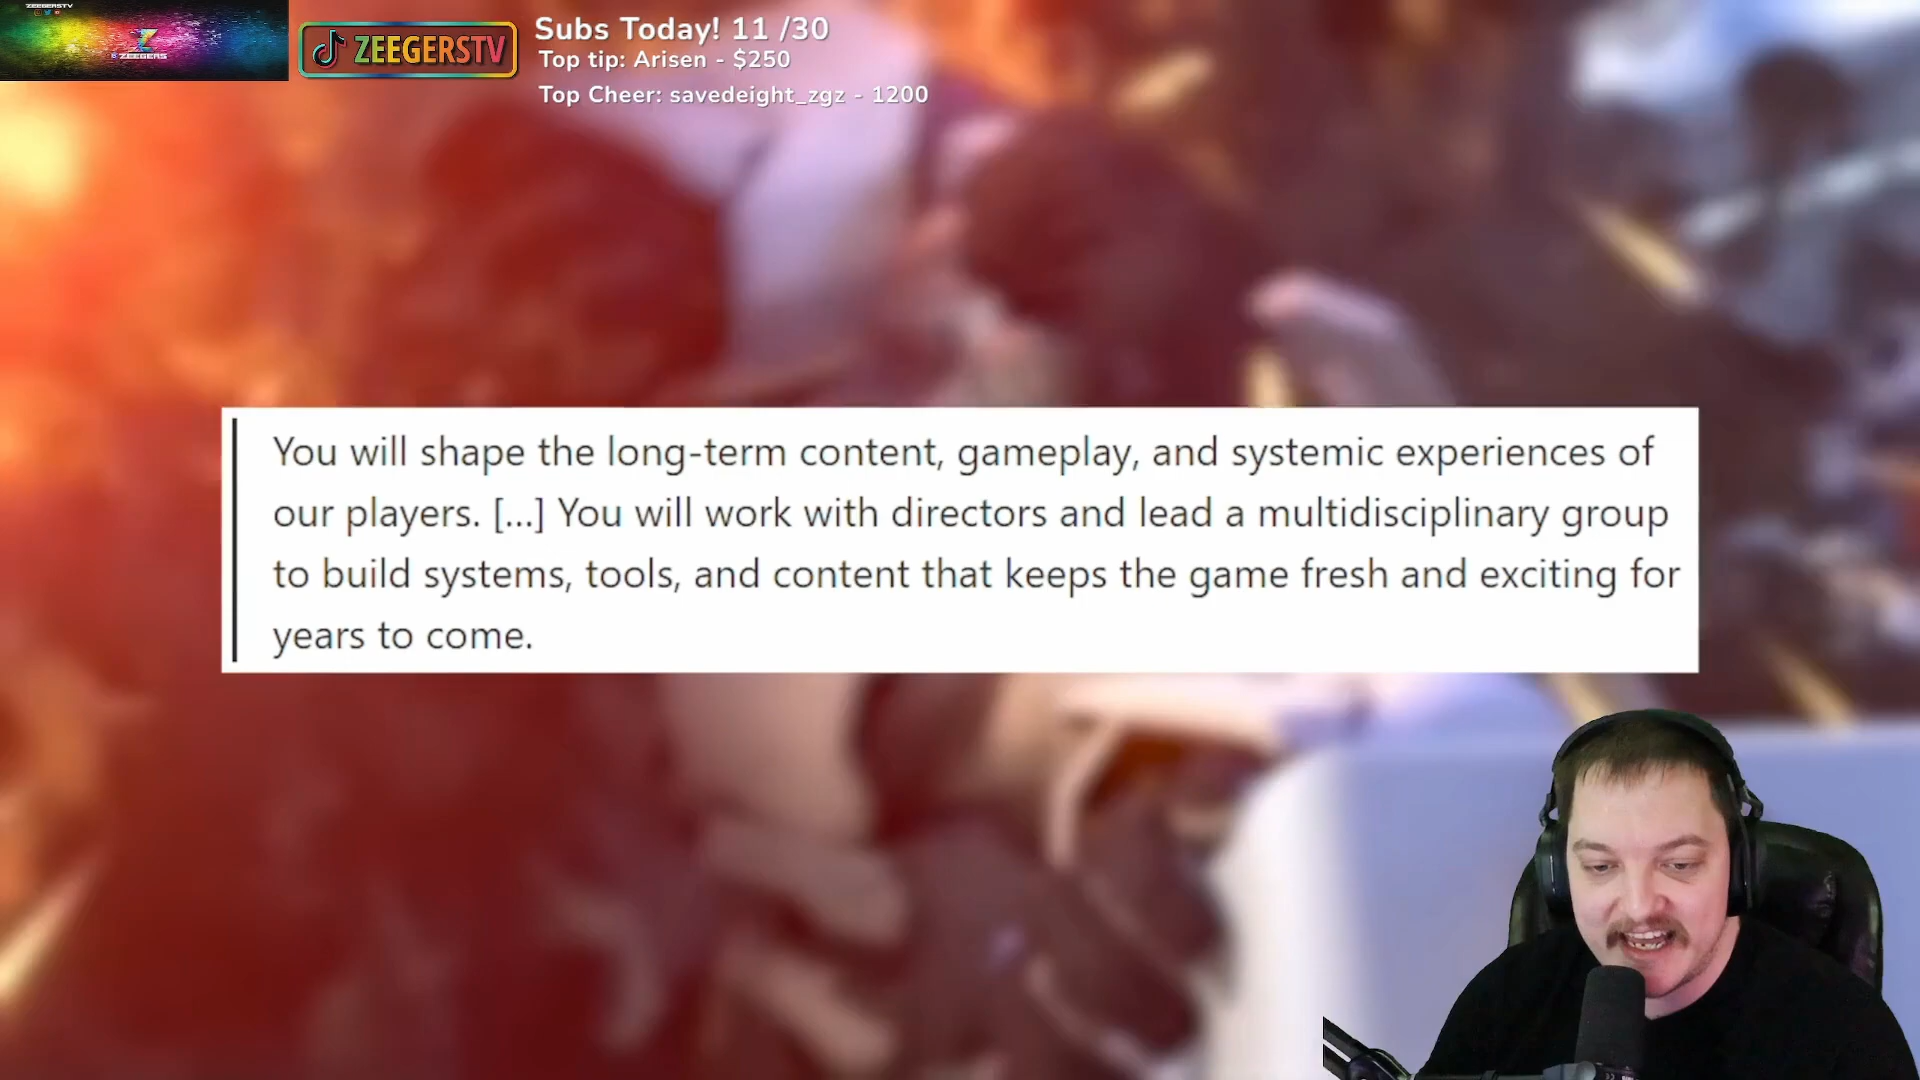 ZEEGERSTV
ZEEGERS
ZEEGERSTV
Subs Today! 11 /30
Top tip: Arisen - $250
Top Cheer: savedeight_zgz - 1200
You will shape the long-term content, gameplay, and systemic experiences of
our players. [...] You will work with directors and lead a multidisciplinary group
to build systems, tools, and content that keeps the game fresh and exciting for
years to come.